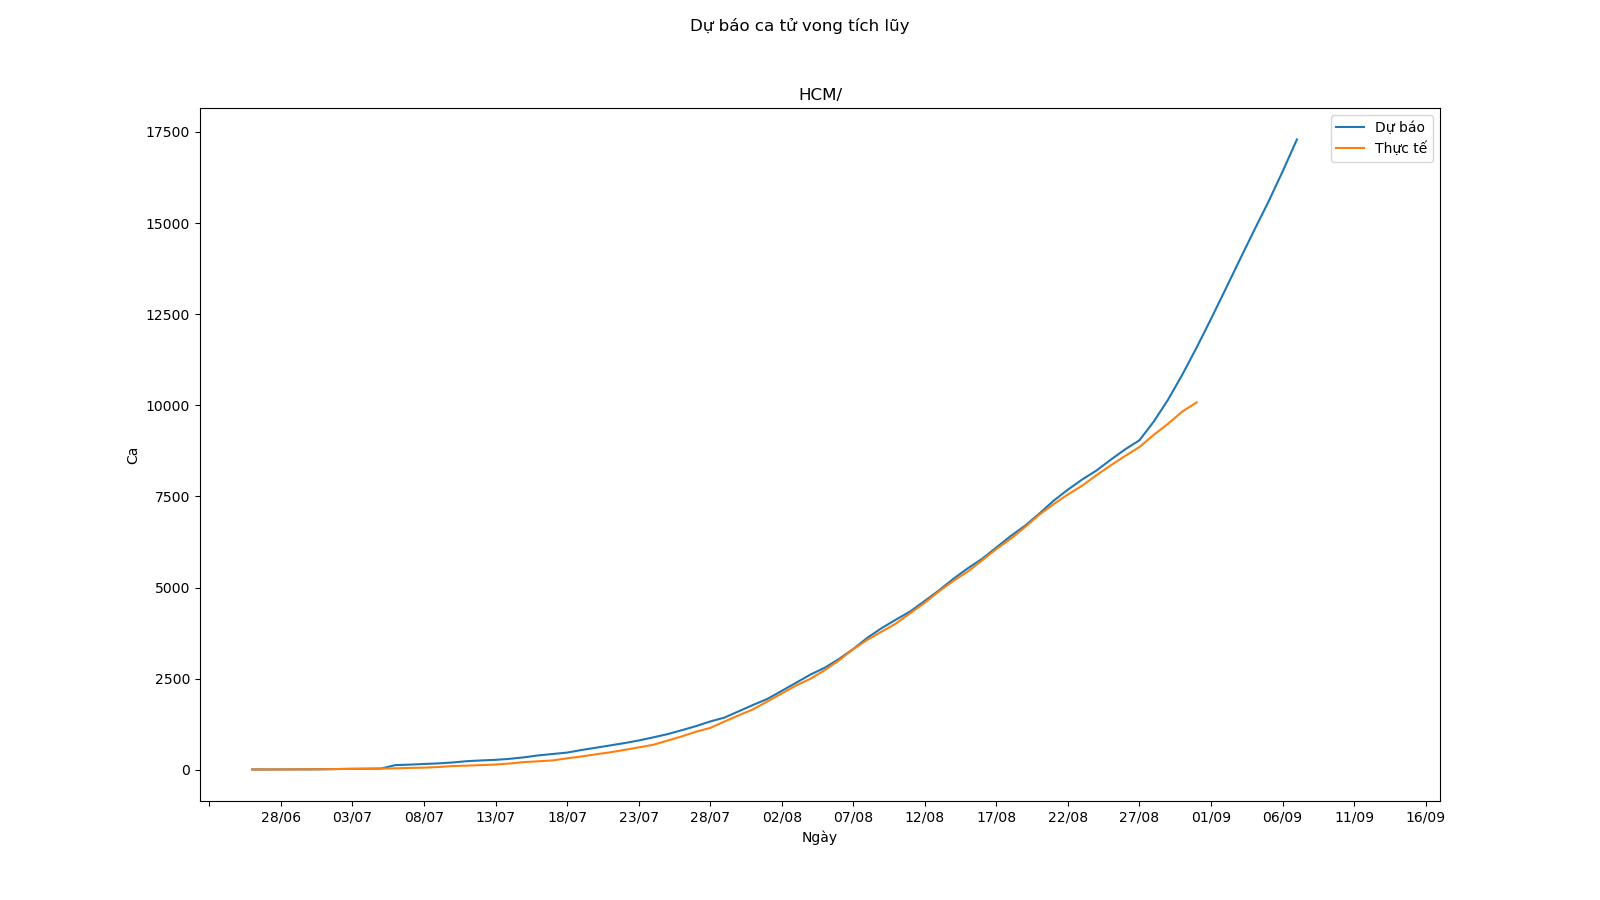 Dự báo ca tử vong tích lũy
HCM/
Dự báo
Thực tế
17500
15000
12500
10000
7500
5000
2500
0
Ca
28/06 03/07 08/07 13/07 18/07 23/07 28/07 02/08 07/08 12/08 17/08 22/08 27/08 01/09 06/09 11/09 16/09
Ngày